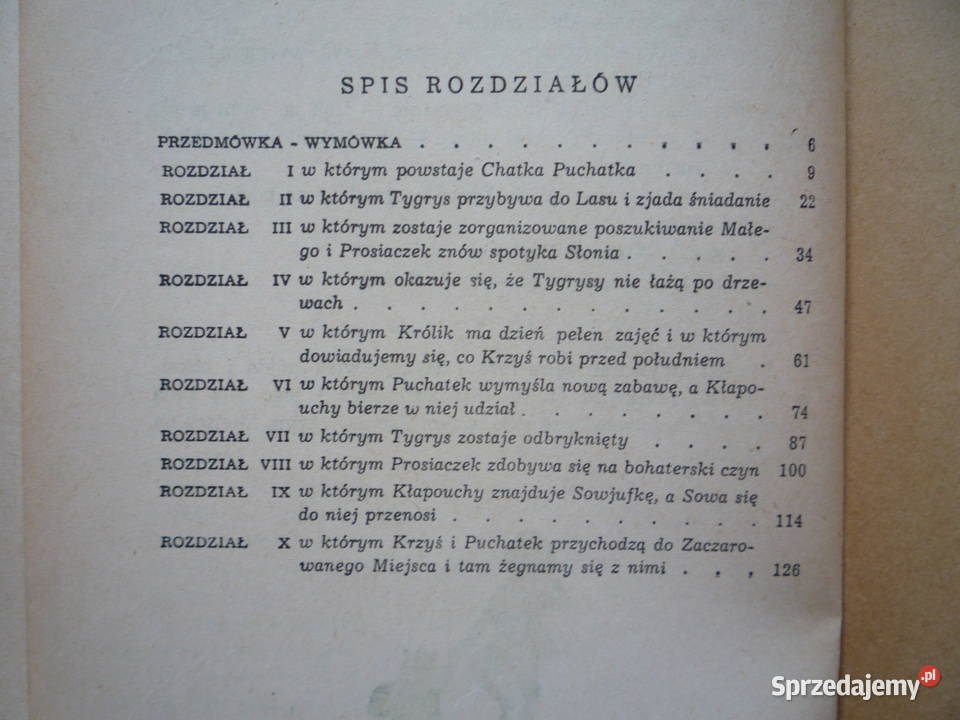 SPIS ROZDZIAŁÓW
PRZEDMÓWKA - WYMÓWKA . . . . . . . . . . . . 6
ROZDZIAŁ I w którym powstaje Chatka Puchatka . . . . 9
ROZDZIAŁ II w którym Tygrys przybywa do Lasu i zjada śniadanie 22
ROZDZIAŁ III w którym zostaje zorganizowane poszukiwanie Małe-
go i Prosiaczek znów spotyka Słonia . . . . . 34
ROZDZIAŁ IV w którym okazuje się, że Tygrysy nie łażą po drze-
wach . . . . . . . . . . . . . 47
ROZDZIAŁ V w którym Królik ma dzień pełen zajęć i w którym
dowiadujemy się, co Krzyś robi przed południem . 61
ROZDZIAŁ VI w którym Puchatek wymyśla nową zabawę, a Kłapo-
uchy bierze w niej udział . . . . . . . . 74
ROZDZIAŁ VII w którym Tygrys zostaje odbryknięty . . . . 87
ROZDZIAŁ VIII w którym Prosiaczek zdobywa się na bohaterski czyn 100
ROZDZIAŁ IX w którym Kłapouchy znajduje Sowjufkę, a Sowa się
do niej przenosi . . . . . . . . . 114
ROZDZIAŁ X w którym Krzyś i Puchatek przychodzą do Zaczaro-
wanego Miejsca i tam żegnamy się z nimi . . . 126
Sprzedajemy.pl